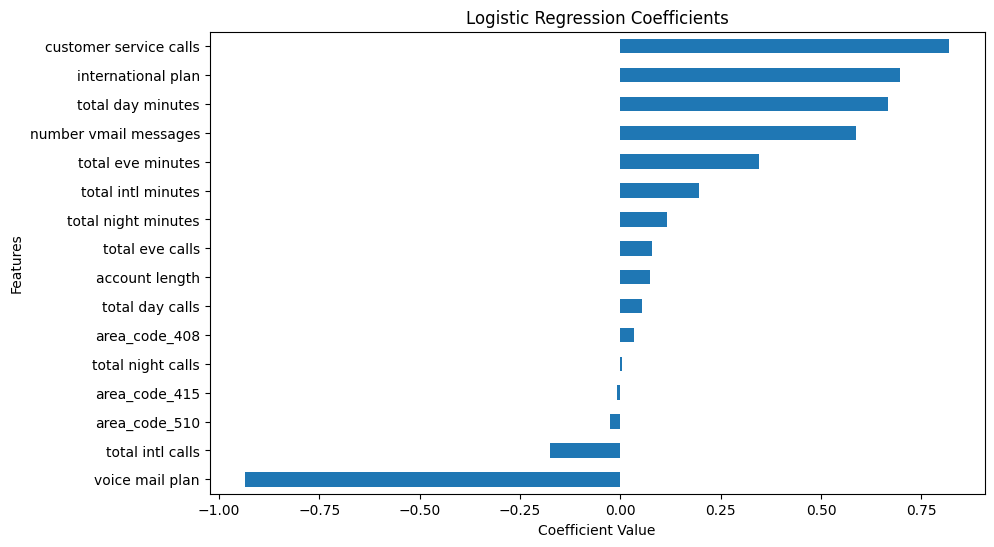 Logistic Regression Coefficients
customer service calls
international plan
total day minutes
number vmail messages
total eve minutes
total intl minutes
total night minutes
total eve calls
account length
total day calls
area_code_408
total night calls
area_code_415
area_code_510
total intl calls
voice mail plan
Features
−1.00 −0.75 −0.50 −0.25 0.00 0.25 0.50 0.75
Coefficient Value